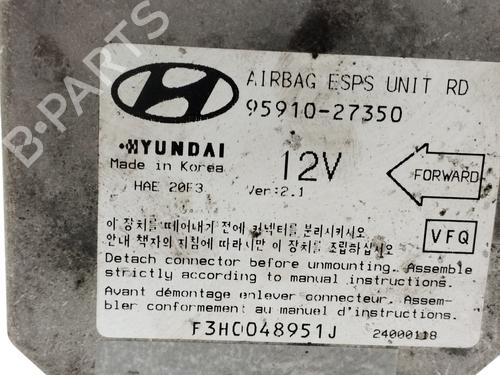 B-PARTS
AIRBAG ESPS UNIT RD
95910-27350
HYUNDAI
Made in Korea
12V
FORWARD
HAE 20F3
Ver:2.1
이 장치를 떼어내기 전에 컨넥터를 분리시키시오
안내 책자의 지침에 따라서만 이 장치를 조립하십시오
VFQ
Detach connector before unmounting. Assemble
strictly according to manual instructions.
Avant démontage enlever connecteur. Assem-
bler conformement au manuel d'instructions.
F3HC048951J
24000118